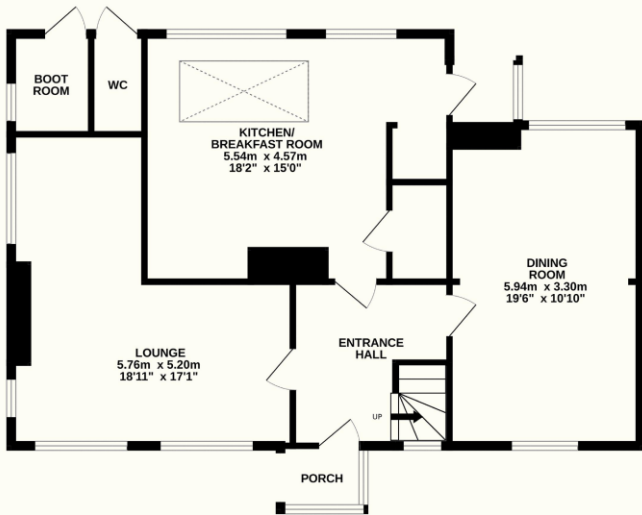 BOOT
ROOM
WC
KITCHEN/
BREAKFAST ROOM
5.54m x 4.57m
18'2" x 15'0"
DINING
ROOM
5.94m x 3.30m
19'6" x 10'10"
ENTRANCE
HALL
LOUNGE
5.76m x 5.20m
18'11" x 17'1"
UP
PORCH